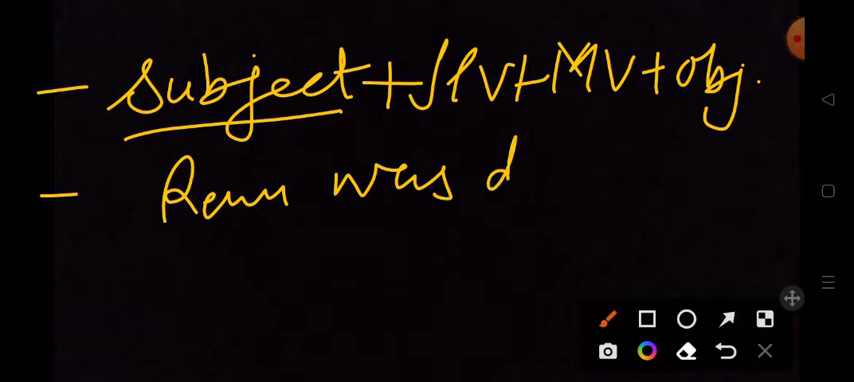 - Subject + HV + MV + Obj.
- Ram was d